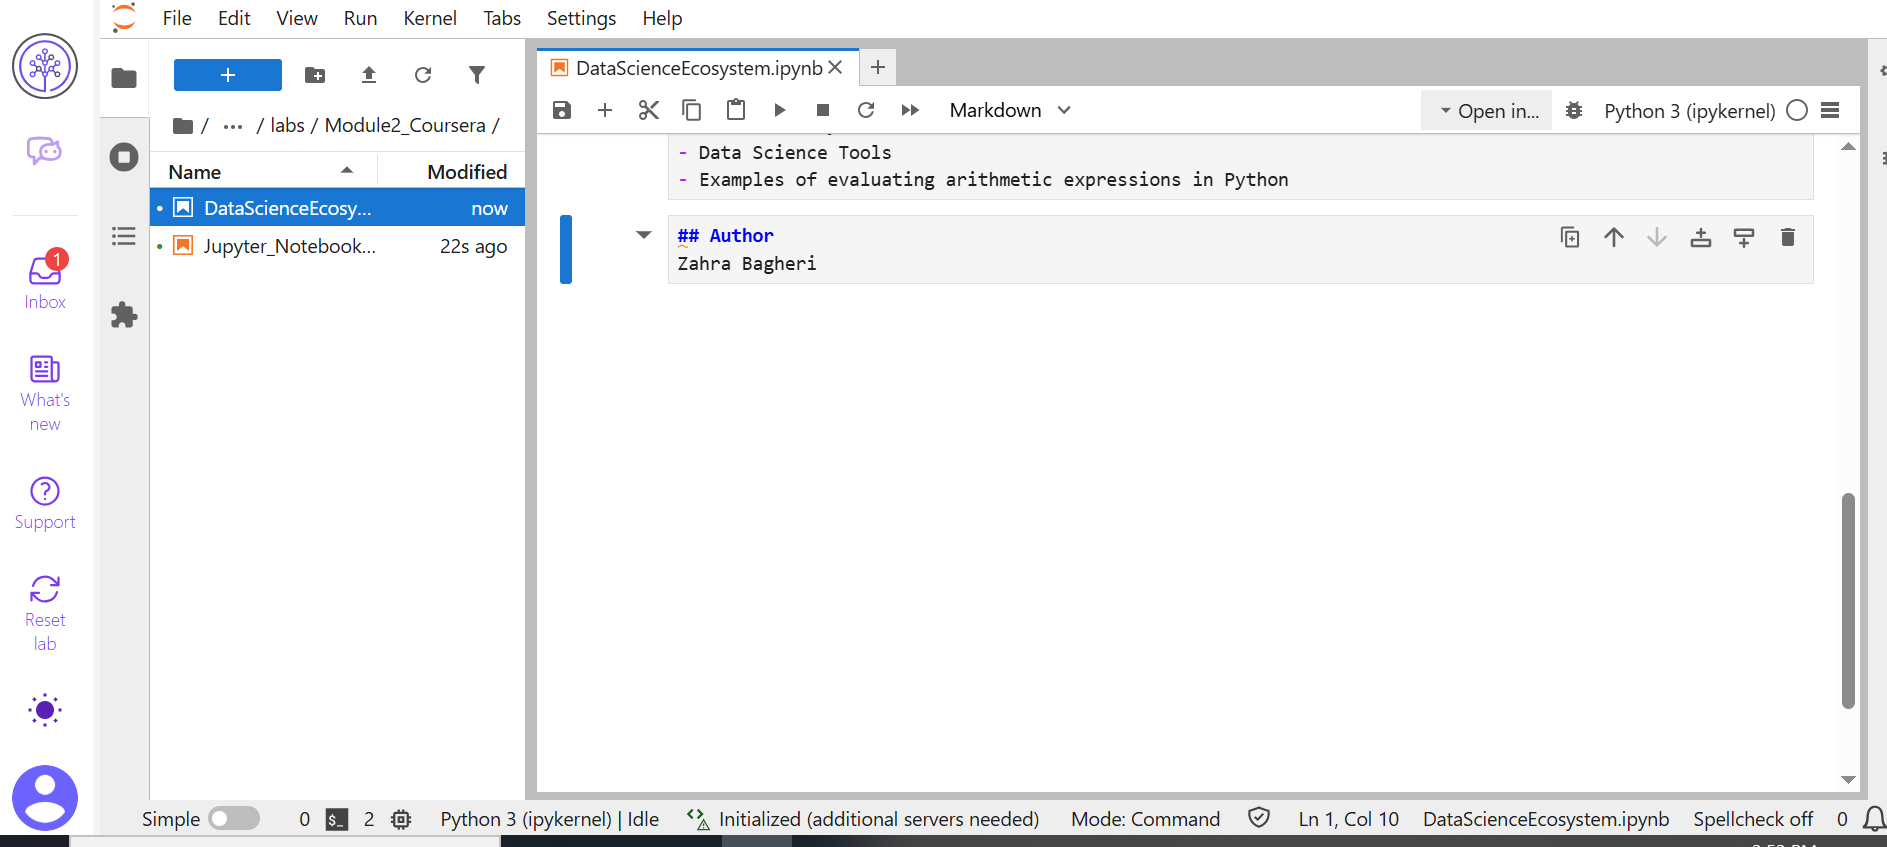 File Edit View Run Kernel Tabs Settings Help
DataScienceEcosystem.ipynb
Markdown
Open in...
Python 3 (ipykernel)
/ ... / labs / Module2_Coursera /
Name Modified
DataScienceEcosy... now
Jupyter_Notebook... 22s ago
- Data Science Tools
- Examples of evaluating arithmetic expressions in Python
## Author
Zahra Bagheri
1
Inbox
What's
new
Support
Reset
lab
Simple 0 $_ 2 Python 3 (ipykernel) | Idle Initialized (additional servers needed) Mode: Command Ln 1, Col 10 DataScienceEcosystem.ipynb Spellcheck off 0